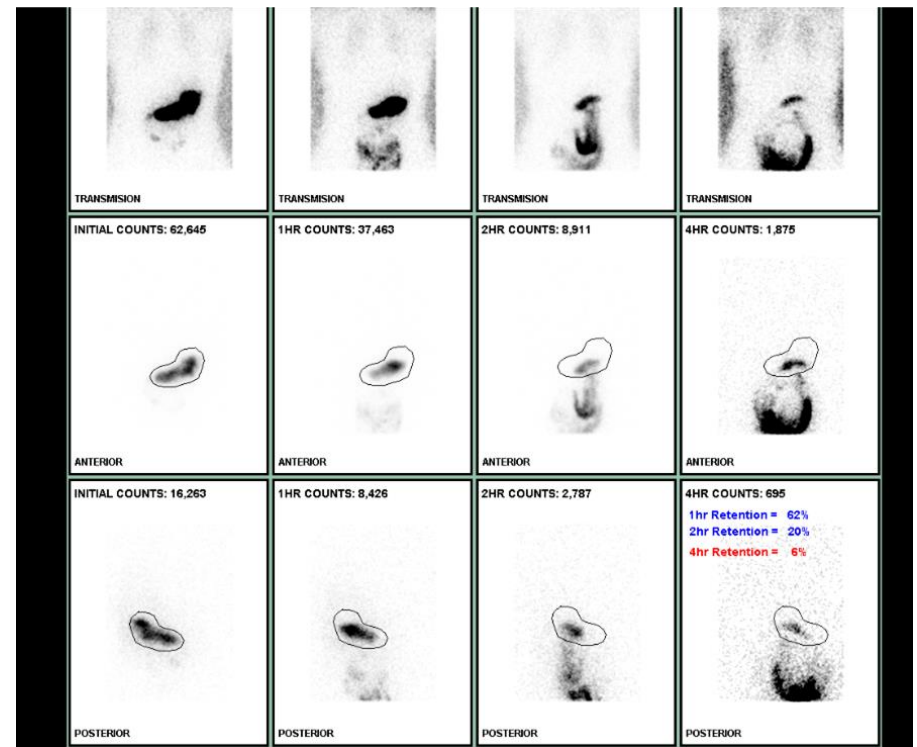 TRANSMISION
TRANSMISION
TRANSMISION
TRANSMISION
INITIAL COUNTS: 62,645
1HR COUNTS: 37,463
2HR COUNTS: 8,911
4HR COUNTS: 1,875
ANTERIOR
ANTERIOR
ANTERIOR
ANTERIOR
INITIAL COUNTS: 16,263
1HR COUNTS: 8,426
2HR COUNTS: 2,787
4HR COUNTS: 695
1hr Retention = 62%
2hr Retention = 20%
4hr Retention = 6%
POSTERIOR
POSTERIOR
POSTERIOR
POSTERIOR